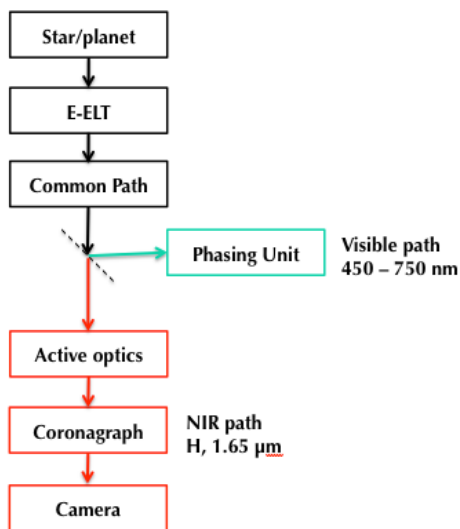 Star/planet
E-ELT
Common Path
Phasing Unit
Visible path
450 – 750 nm
Active optics
Coronagraph
NIR path
H, 1.65 μm
Camera